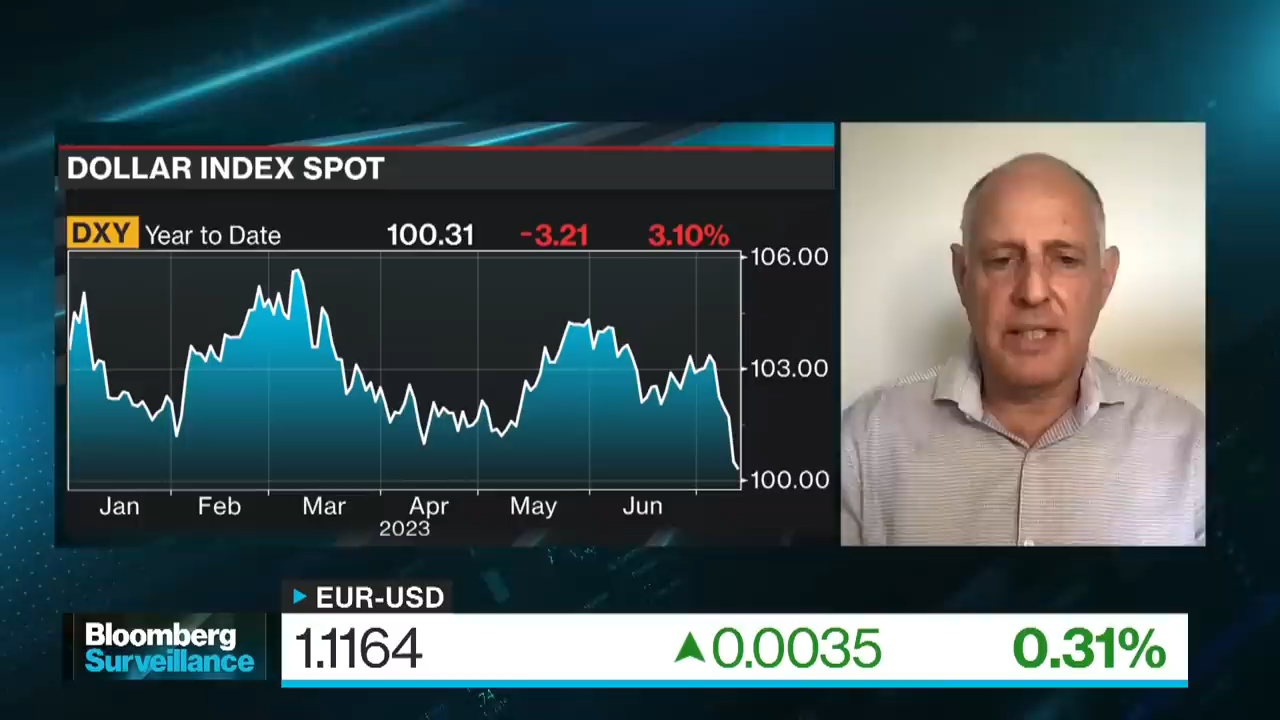 DOLLAR INDEX SPOT
DXY Year to Date 100.31 -3.21 3.10%
106.00
103.00
100.00
Jan Feb Mar Apr May Jun
2023
EUR-USD
Bloomberg
Surveillance
1.1164 ▲0.0035 0.31%
74